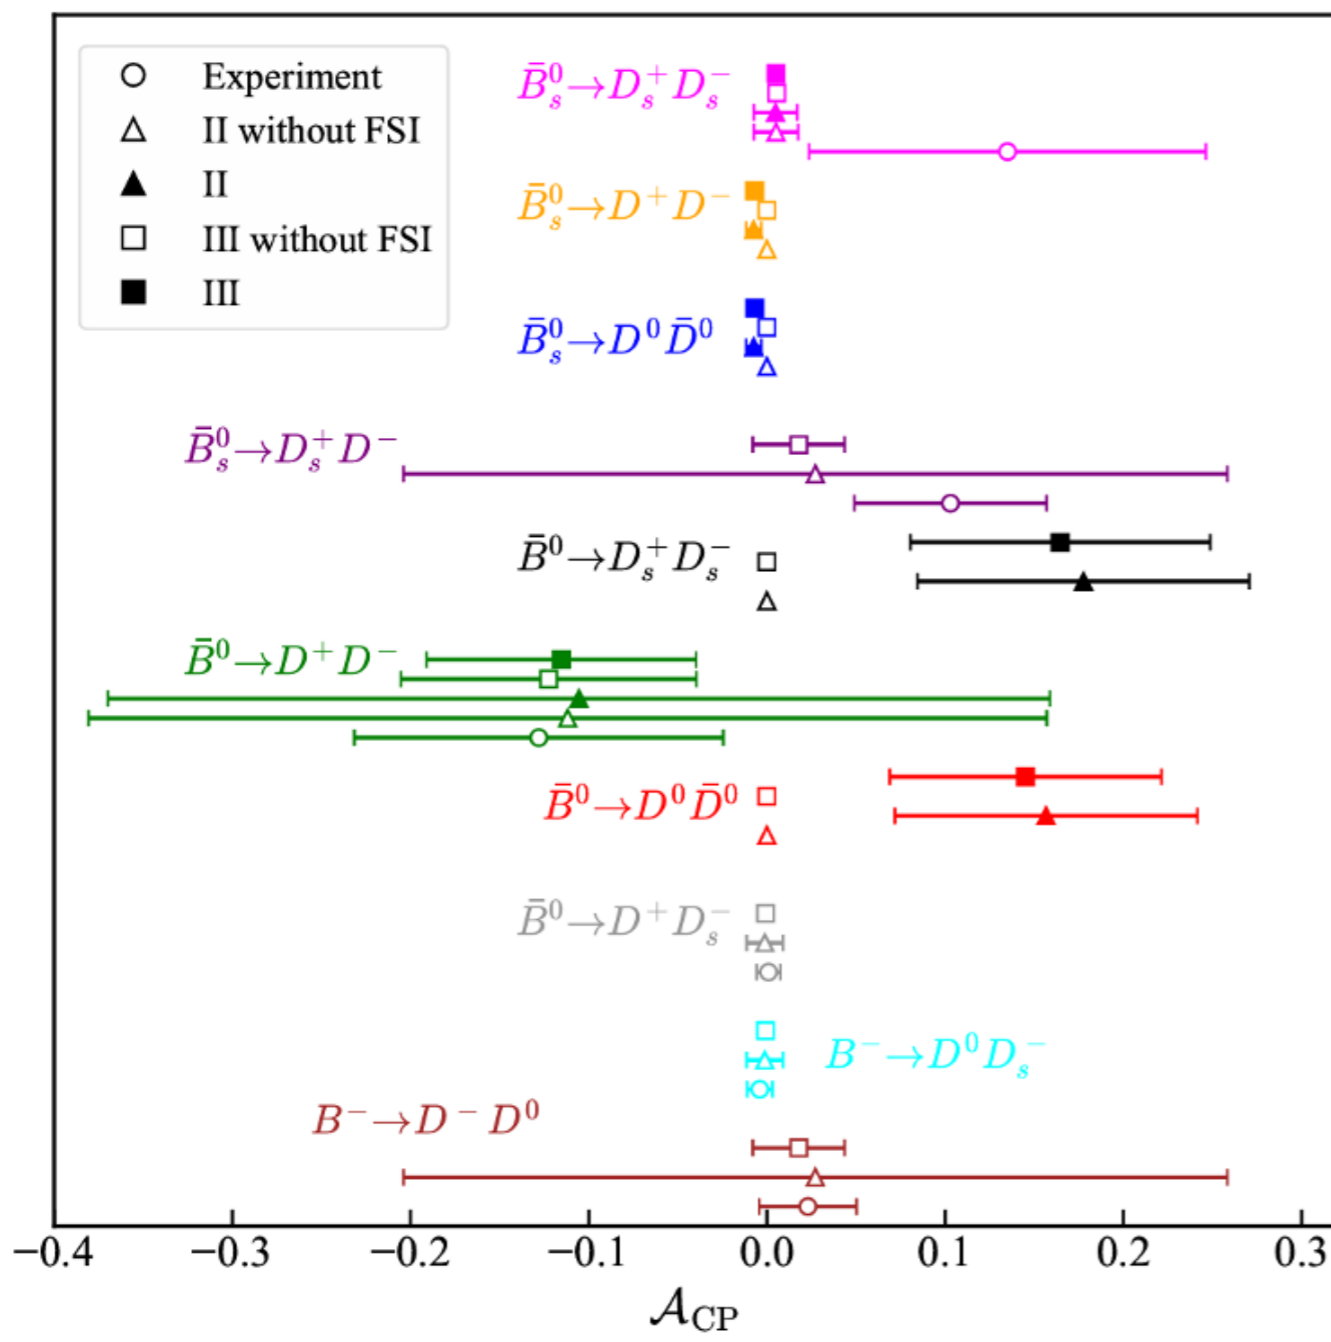 Experiment
II without FSI
II
III without FSI
III
B̄⁰ₛ→D⁺ₛD⁻ₛ
B̄⁰ₛ→D⁺D⁻
B̄⁰ₛ→D⁰D̄⁰
B̄⁰ₛ→D⁺ₛD⁻
B̄⁰→D⁺ₛD⁻ₛ
B̄⁰→D⁺D⁻
B̄⁰→D⁰D̄⁰
B̄⁰→D⁺D⁻ₛ
B⁻→D⁰D⁻ₛ
B⁻→D⁻D⁰
−0.4 −0.3 −0.2 −0.1 0.0 0.1 0.2 0.3
𝒜CP